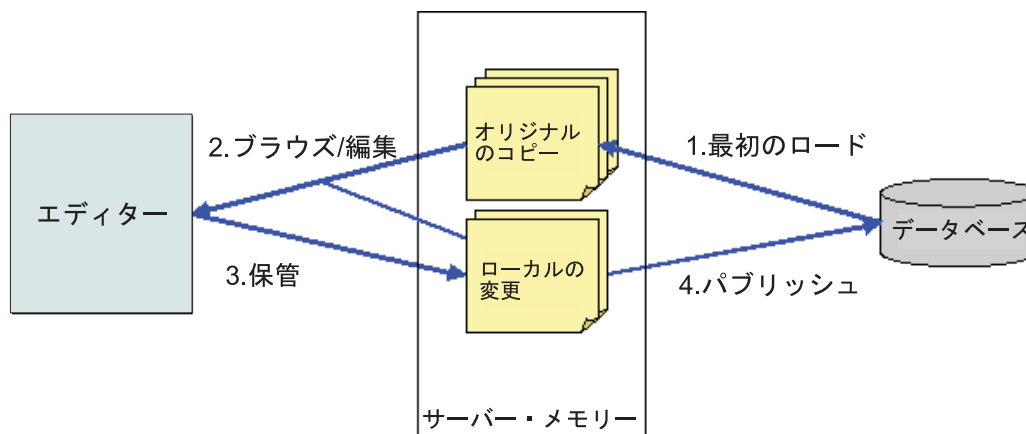 オリジナル
のコピー
1.最初のロード
2.ブラウズ/編集
エディター
データベース
3.保管
ローカルの
変更
4.パブリッシュ
サーバー・メモリー